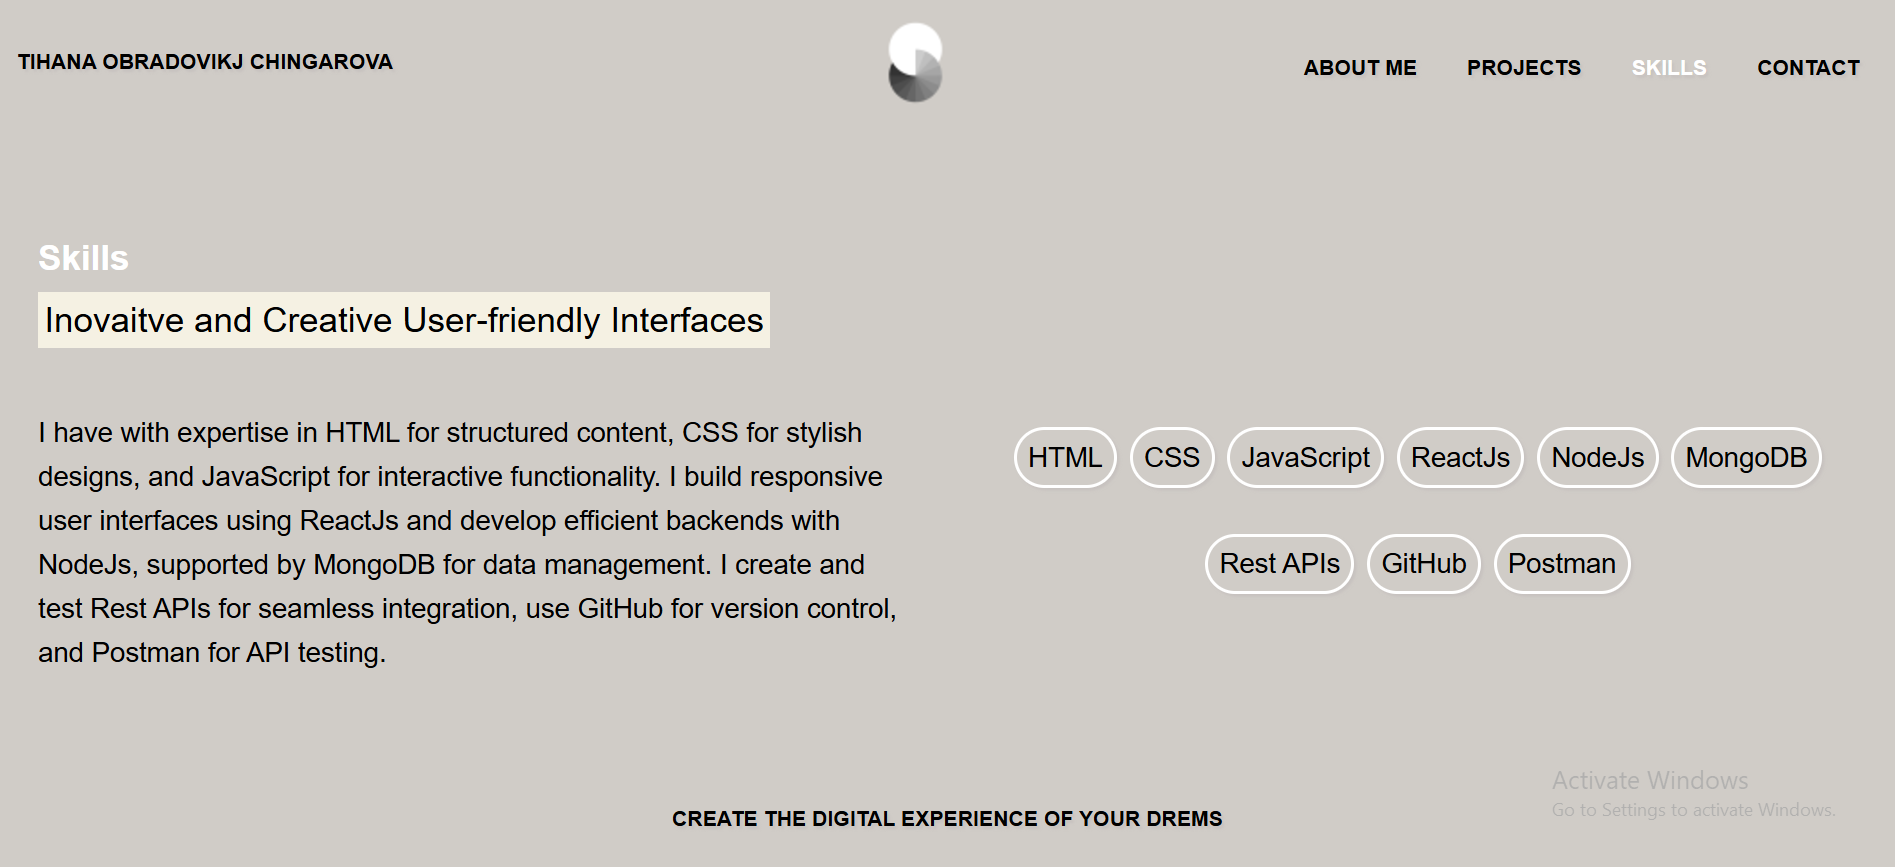 TIHANA OBRADOVIKJ CHINGAROVA
ABOUT ME PROJECTS SKILLS CONTACT
Skills
Inovaitve and Creative User-friendly Interfaces
I have with expertise in HTML for structured content, CSS for stylish
designs, and JavaScript for interactive functionality. I build responsive
user interfaces using ReactJs and develop efficient backends with
NodeJs, supported by MongoDB for data management. I create and
test Rest APIs for seamless integration, use GitHub for version control,
and Postman for API testing.
HTML CSS JavaScript ReactJs NodeJs MongoDB
Rest APIs GitHub Postman
Activate Windows
Go to Settings to activate Windows.
CREATE THE DIGITAL EXPERIENCE OF YOUR DREMS